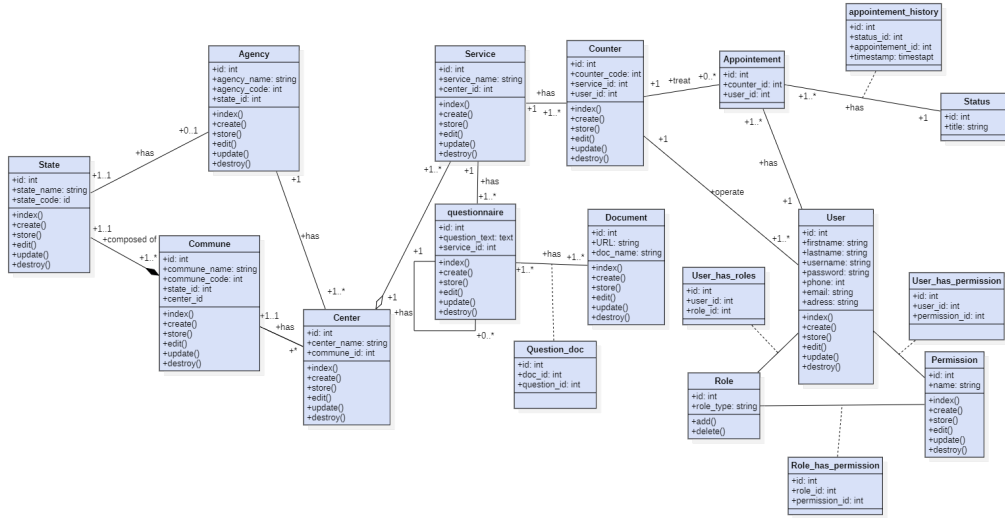 appointement_history
+id: int
+status_id: int
+appointement_id: int
+timestamp: timestapt
Agency
+id: int
+agency_name: string
+agency_code: int
+state_id: int
+index()
+create()
+store()
+edit()
+update()
+destroy()
Service
+id: int
+service_name: string
+center_id: int
+index()
+create()
+store()
+edit()
+update()
+destroy()
Counter
+id: int
+counter_code: int
+service_id: int
+user_id: int
+index()
+create()
+store()
+edit()
+update()
+destroy()
Appointement
+id: int
+counter_id: int
+user_id: int
Status
+id: int
+title: string
+has
+1
+1..*
+1
+treat
+0..*
+1..*
+has
+1
+0..1
+has
+1..1
State
+id: int
+state_name: string
+state_code: id
+index()
+create()
+store()
+edit()
+update()
+destroy()
+1..1
+composed of
+1..*
Commune
+id: int
+commune_name: string
+commune_code: int
+state_id: int
+center_id
+index()
+create()
+store()
+edit()
+update()
+destroy()
+1..1
+has
+*
+1
+has
+1..*
Center
+id: int
+center_name: string
+commune_id: int
+index()
+create()
+store()
+edit()
+update()
+destroy()
+1..*
+1
+1
+has
+1..*
questionnaire
+id: int
+question_text: text
+service_id: int
+index()
+create()
+store()
+edit()
+update()
+destroy()
+1
+has
+0..*
+1..*
+has
+1..*
Document
+id: int
+URL: string
+doc_name: string
+index()
+create()
+store()
+edit()
+update()
+destroy()
Question_doc
+id: int
+doc_id: int
+question_id: int
+1
+operate
+1..*
+1..*
+has
+1
User
+id: int
+firstname: string
+lastname: string
+username: string
+password: string
+phone: int
+email: string
+adress: string
+index()
+create()
+store()
+edit()
+update()
+destroy()
User_has_roles
+id: int
+user_id: int
+role_id: int
User_has_permission
+id: int
+user_id: int
+permission_id: int
Role
+id: int
+role_type: string
+add()
+delete()
Permission
+id: int
+name: string
+index()
+create()
+store()
+edit()
+update()
+destroy()
Role_has_permission
+id: int
+role_id: int
+permission_id: int